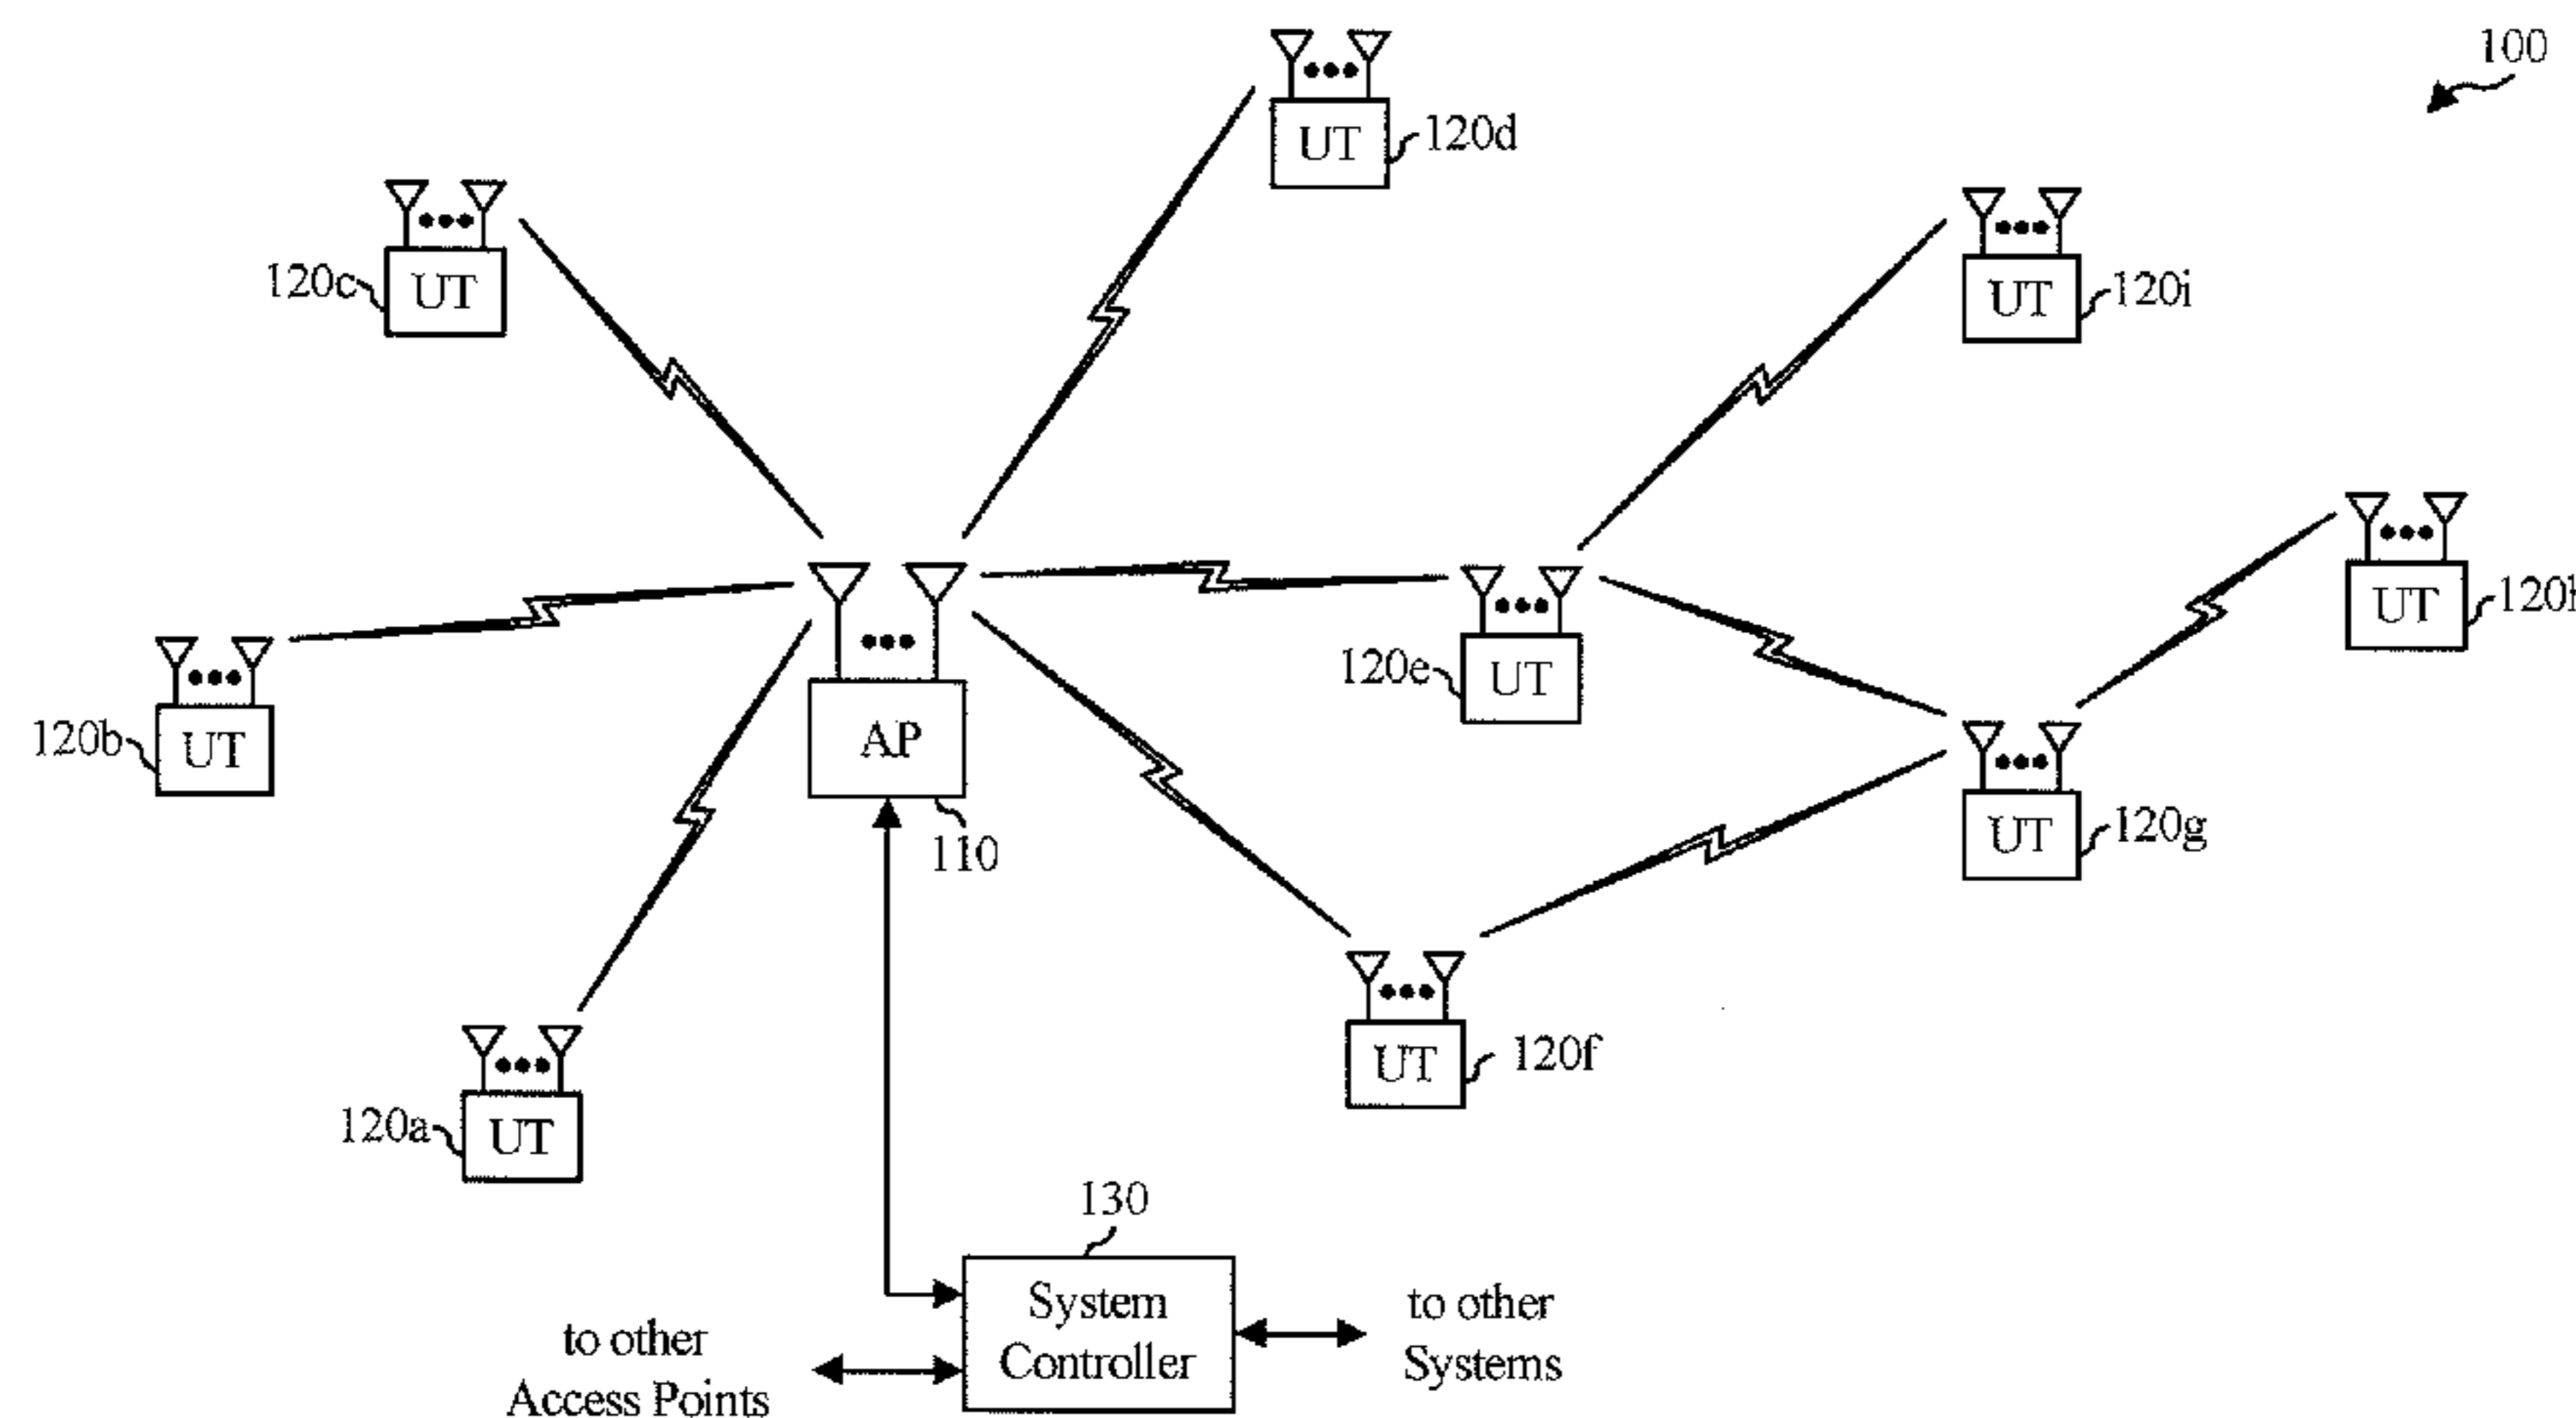 100
UT
120d
120c
UT
UT
120i
120e
UT
UT
120b
UT
AP
110
UT
120g
UT
120f
120a
UT
130
System
Controller
to other
Access Points
to other
Systems